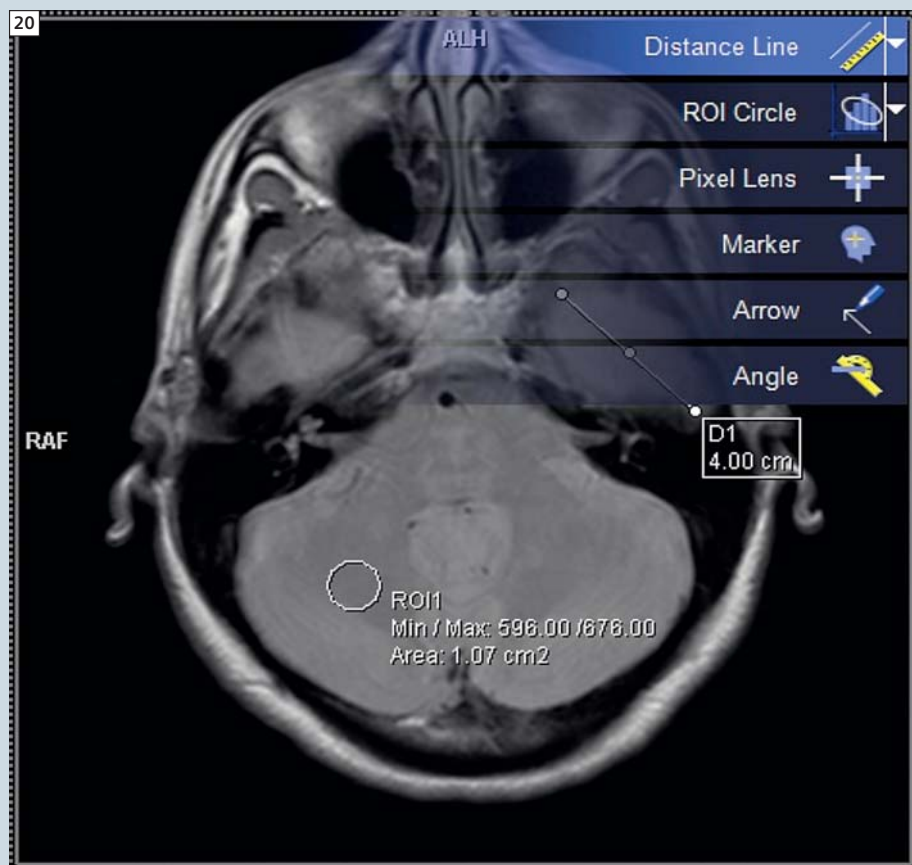 20
ALH
Distance Line
ROI Circle
Pixel Lens
Marker
Arrow
Angle
RAF
D1
4.00 cm
ROI1
Min / Max: 596.00 /676.00
Area: 1.07 cm2